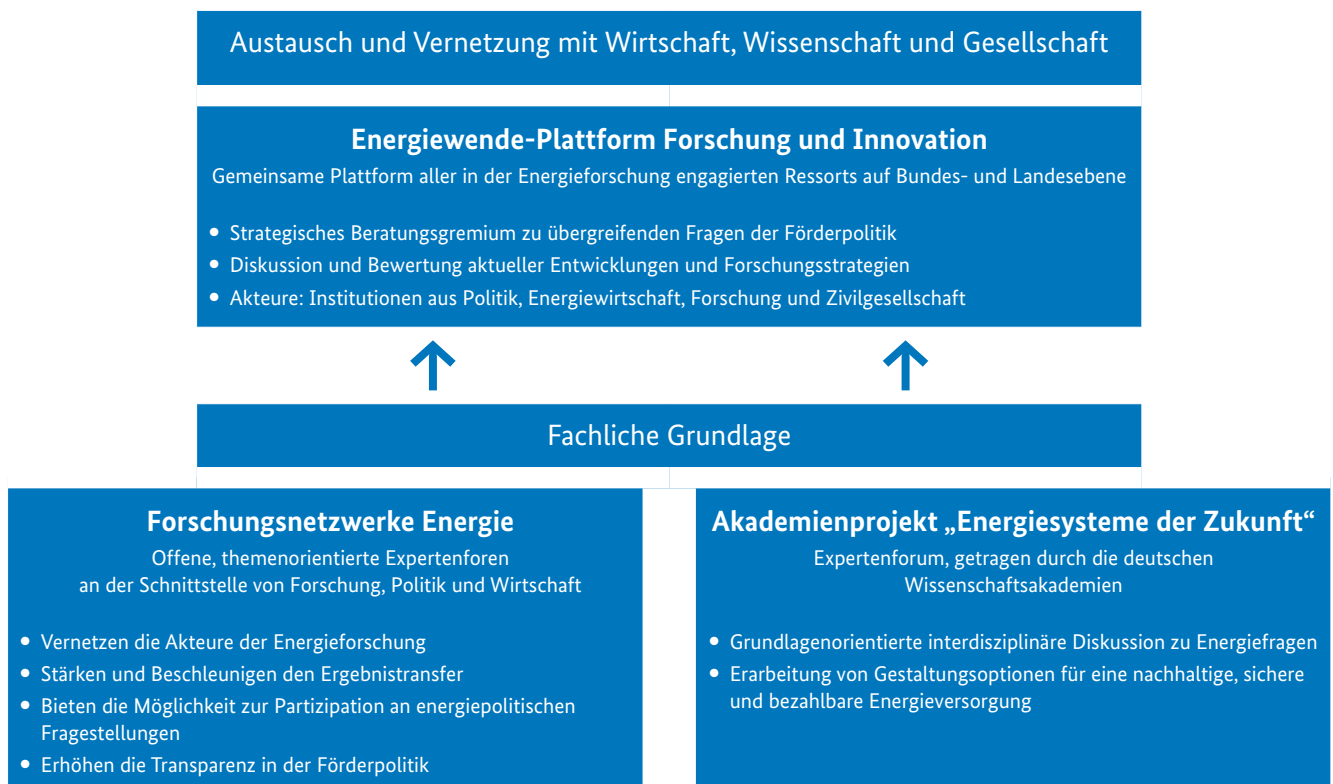 Austausch und Vernetzung mit Wirtschaft, Wissenschaft und Gesellschaft
Energiewende-Plattform Forschung und Innovation
Gemeinsame Plattform aller in der Energieforschung engagierten Ressorts auf Bundes- und Landesebene
• Strategisches Beratungsgremium zu übergreifenden Fragen der Förderpolitik
• Diskussion und Bewertung aktueller Entwicklungen und Forschungsstrategien
• Akteure: Institutionen aus Politik, Energiewirtschaft, Forschung und Zivilgesellschaft
Fachliche Grundlage
Forschungsnetzwerke Energie
Offene, themenorientierte Expertenforen
an der Schnittstelle von Forschung, Politik und Wirtschaft
• Vernetzen die Akteure der Energieforschung
• Stärken und Beschleunigen den Ergebnistransfer
• Bieten die Möglichkeit zur Partizipation an energiepolitischen
Fragestellungen
• Erhöhen die Transparenz in der Förderpolitik
Akademienprojekt „Energiesysteme der Zukunft“
Expertenforum, getragen durch die deutschen
Wissenschaftsakademien
• Grundlagenorientierte interdisziplinäre Diskussion zu Energiefragen
• Erarbeitung von Gestaltungsoptionen für eine nachhaltige, sichere
und bezahlbare Energieversorgung